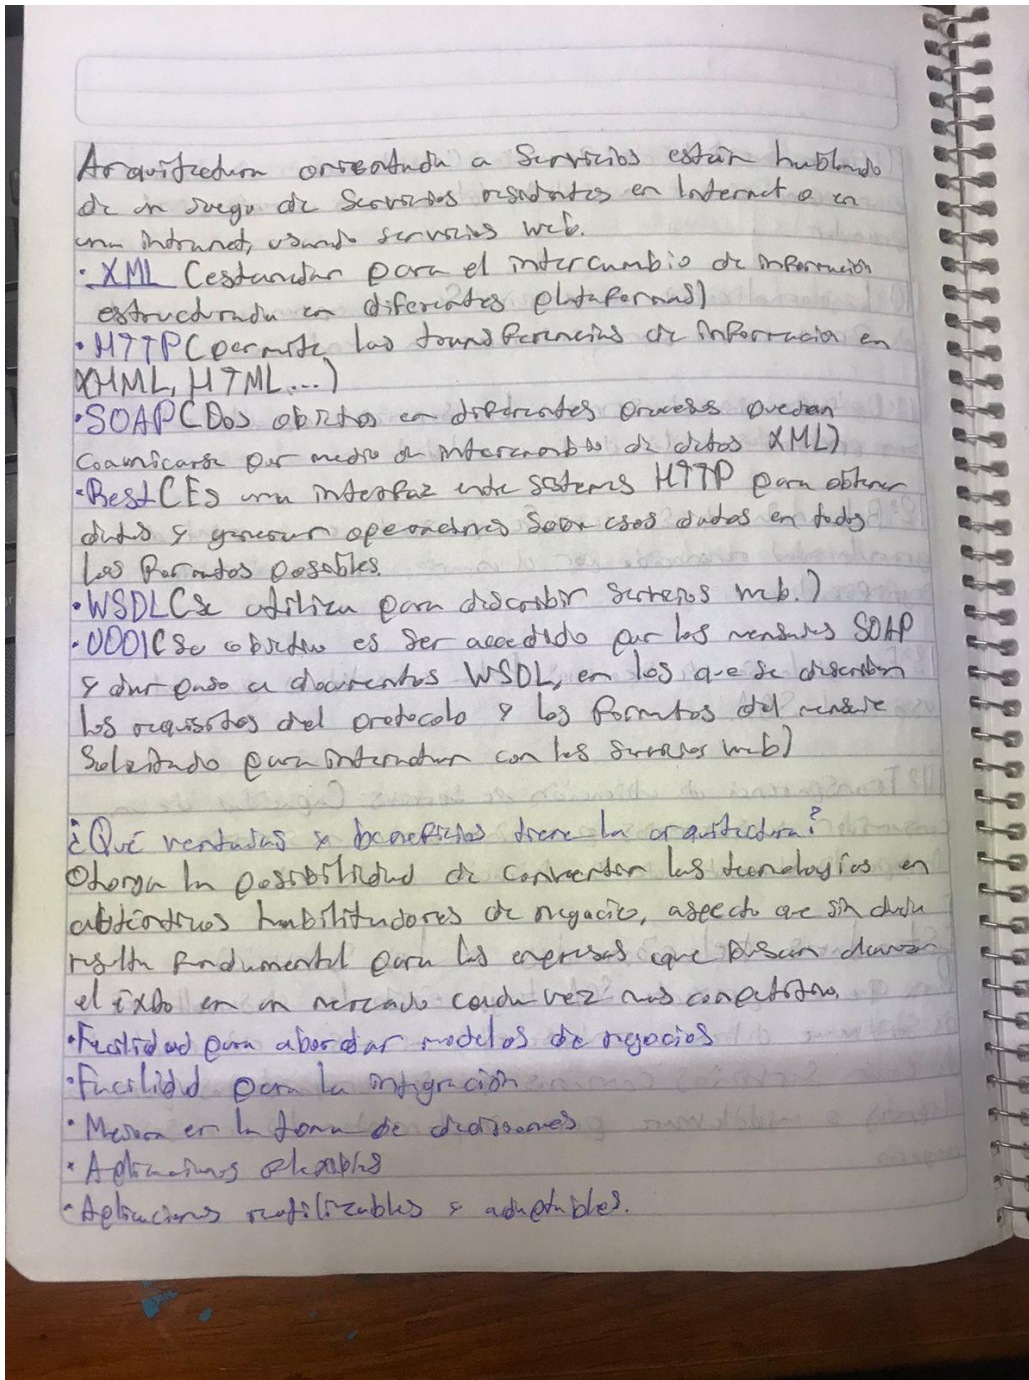 Arquitectura orientada a Servicios están hablando
de un juego de Servicios residentes en Internet o en
una intranet, usando servicios web.
• XML (estandar para el intercambio de información
estructurada en diferentes plataformas)
• HTTP (permite las transferencias de información en
XHML, HTML...)
• SOAP (Dos objetos en diferentes procesos puedan
comunicarse por medio de intercambio de datos XML)
• Rest (Es una interfaz entre sistemas HTTP para obtener
datos y generar operaciones sobre esos datos en todos
los formatos posibles.
• WSDL (Se utiliza para describir servicios web.)
• UDDI (Su objetivo es ser accedido por los mensajes SOAP
y dar paso a documentos WSDL, en los que se describen
los requisitos del protocolo y los formatos del mensaje
Solicitado para interactuar con los servicios web)
¿Qué ventajas y beneficios tiene la arquitectura?
Otorga la posibilidad de convertir las tecnologías en
auténticos habilitadores de negocio, aspecto que sin duda
resulta fundamental para las empresas que buscan alcanzar
el éxito en un mercado cada vez mas competitivo.
• Facilidad para abordar modelos de negocios
• Facilidad para la integración
• Mejora en la toma de decisiones
• Aplicaciones flexibles
• Aplicaciones reutilizables y adaptables.